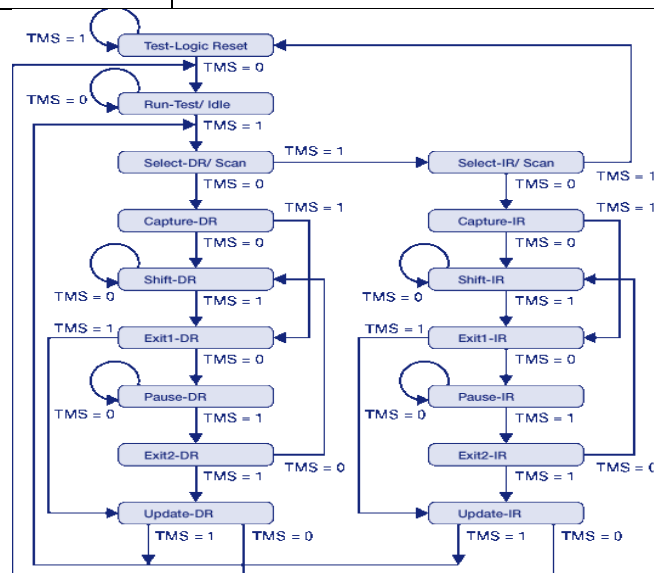 TMS = 1
Test-Logic Reset
TMS = 0
TMS = 0
Run-Test/ Idle
TMS = 1
Select-DR/ Scan
TMS = 1
Select-IR/ Scan
TMS = 0
TMS = 0
TMS = 1
TMS = 1
TMS = 1
Capture-DR
Capture-IR
TMS = 0
TMS = 0
Shift-DR
Shift-IR
TMS = 0
TMS = 1
TMS = 0
TMS = 1
TMS = 1
Exit1-DR
TMS = 1
Exit1-IR
TMS = 0
TMS = 0
Pause-DR
Pause-IR
TMS = 0
TMS = 1
TMS = 0
TMS = 1
Exit2-DR
Exit2-IR
TMS = 1
TMS = 0
TMS = 1
TMS = 0
Update-DR
Update-IR
TMS = 1
TMS = 0
TMS = 1
TMS = 0